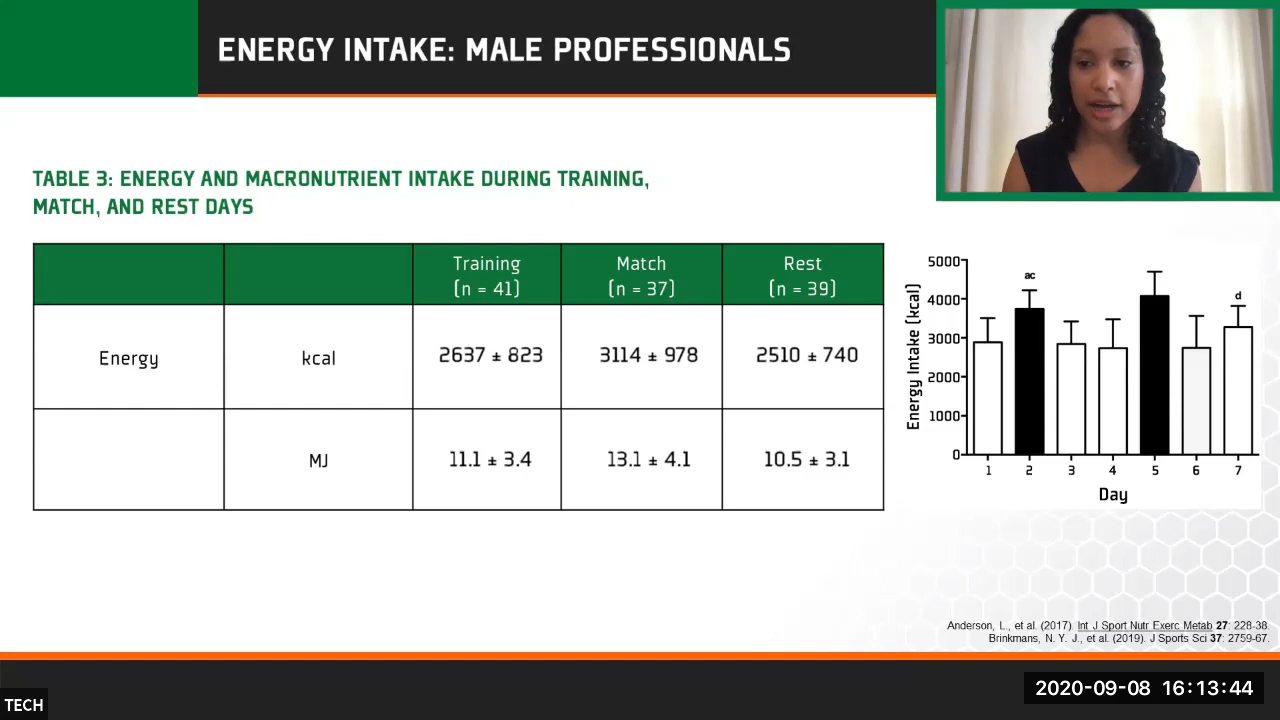 ENERGY INTAKE: MALE PROFESSIONALS
TABLE 3: ENERGY AND MACRONUTRIENT INTAKE DURING TRAINING,
MATCH, AND REST DAYS
Training Match Rest
(n = 41) (n = 37) (n = 39)
Energy kcal 2637 ± 823 3114 ± 978 2510 ± 740
MJ 11.1 ± 3.4 13.1 ± 4.1 10.5 ± 3.1
Energy Intake (kcal)
5000
4000
3000
2000
1000
0
ac
d
1 2 3 4 5 6 7
Day
Anderson, L., et al. (2017). Int J Sport Nutr Exerc Metab 27: 228-38.
Brinkmans, N. Y. J., et al. (2019). J Sports Sci 37: 2759-67.
TECH
2020-09-08 16:13:44